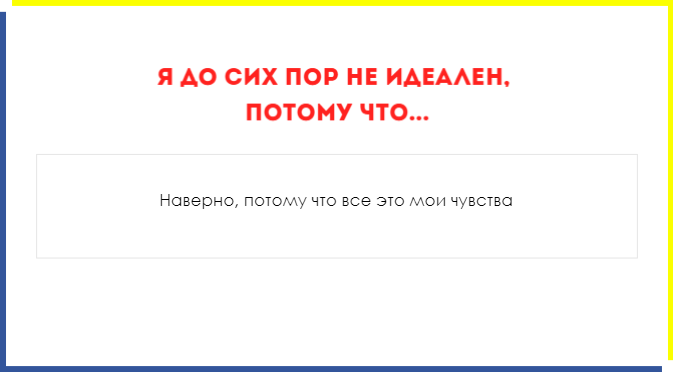 Я ДО СИХ ПОР НЕ ИДЕАЛЕН,
ПОТОМУ ЧТО...
Наверно, потому что все это мои чувства